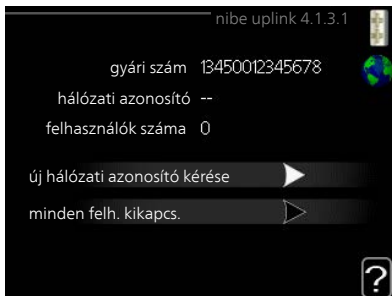 nibe uplink 4.1.3.1
gyári szám 13450012345678
hálózati azonosító --
felhasználók száma 0
új hálózati azonosító kérése
minden felh. kikapcs.
?